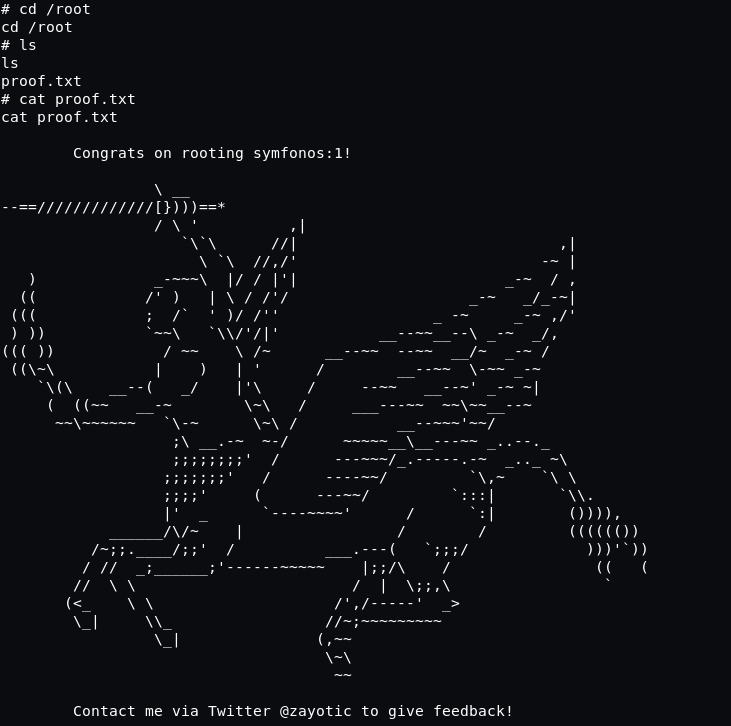 # cd /root
cd /root
# ls
ls
proof.txt
# cat proof.txt
cat proof.txt
Congrats on rooting symfonos:1!
Contact me via Twitter @zayotic to give feedback!